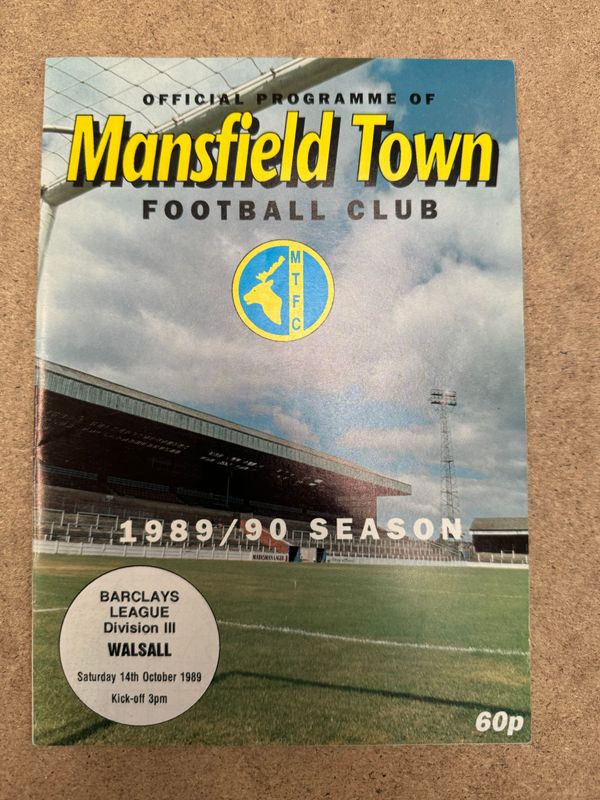 OFFICIAL PROGRAMME OF
Mansfield Town
FOOTBALL CLUB
M
T
F
C
1989/90 SEASON
BARCLAYS
LEAGUE
Division III
WALSALL
Saturday 14th October 1989
Kick-off 3pm
60p